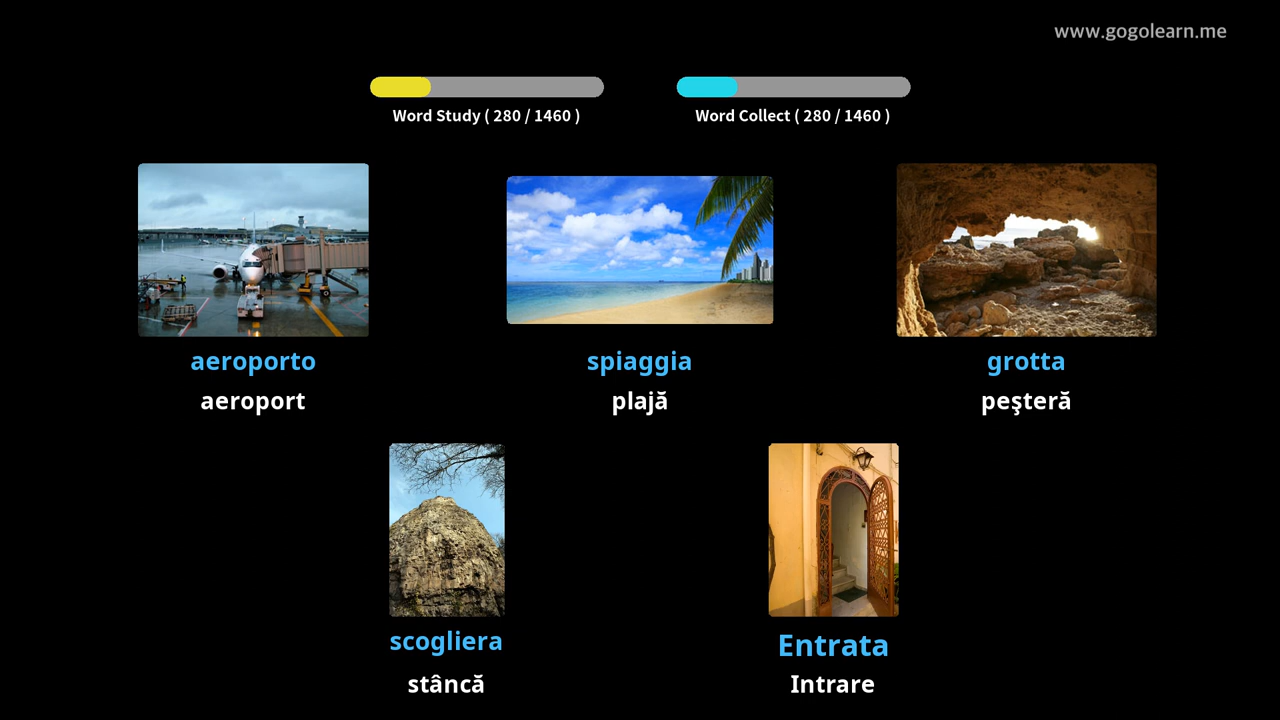 www.gogolearn.me
Word Study ( 280 / 1460 )
Word Collect ( 280 / 1460 )
aeroporto
aeroport
spiaggia
plajă
grotta
peşteră
scogliera
stâncă
Entrata
Intrare